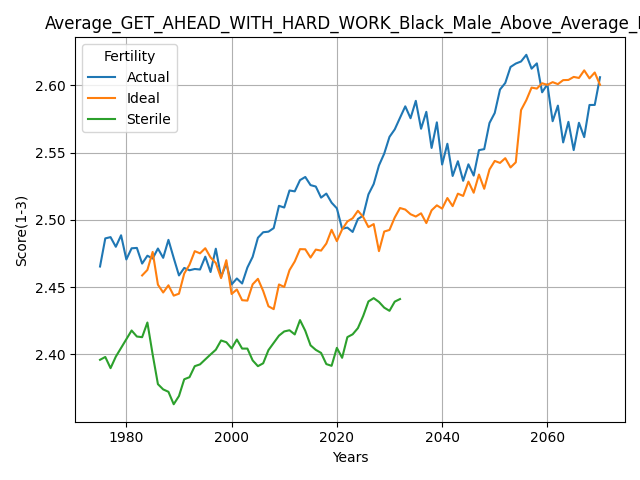 Average_GET_AHEAD_WITH_HARD_WORK_Black_Male_Above_Average_
Fertility
Actual
Ideal
Sterile
Score(1-3)
2.60
2.55
2.50
2.45
2.40
1980 2000 2020 2040 2060
Years